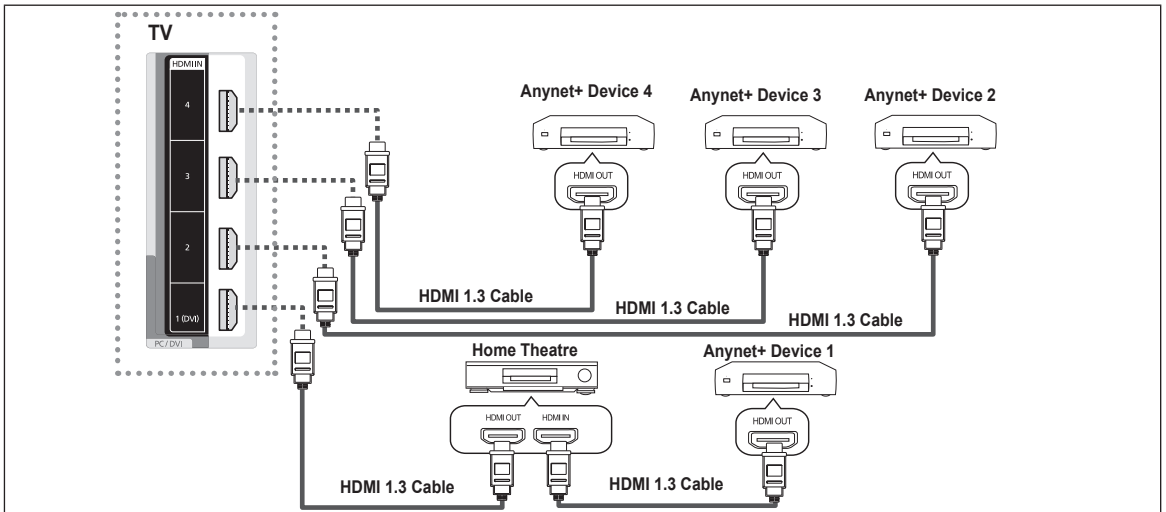 TV
HDMI IN
4
3
2
1 (DVI)
PC / DVI
Anynet+ Device 4
Anynet+ Device 3
Anynet+ Device 2
HDMI OUT
HDMI OUT
HDMI OUT
HDMI 1.3 Cable
HDMI 1.3 Cable
HDMI 1.3 Cable
Home Theatre
Anynet+ Device 1
HDMI OUT
HDMI IN
HDMI OUT
HDMI 1.3 Cable
HDMI 1.3 Cable